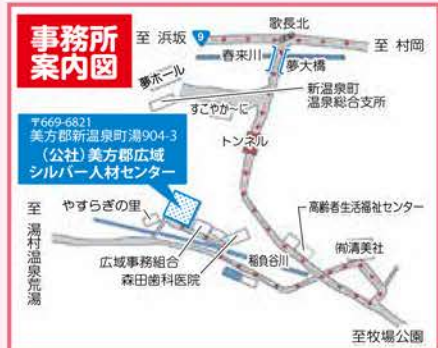 事務所
案内図
至 浜坂
9
歌長北
至 村岡
春来川
夢大橋
夢ホール
すこやか～に
新温泉町
温泉総合支所
〒669-6821
美方郡新温泉町湯904-3
(公社)美方郡広域
シルバー人材センター
トンネル
至 湯村温泉荒湯
やすらぎの里
高齢者生活福祉センター
広域事務組合
森田歯科医院
稲負谷川
㈲清美社
至牧場公園